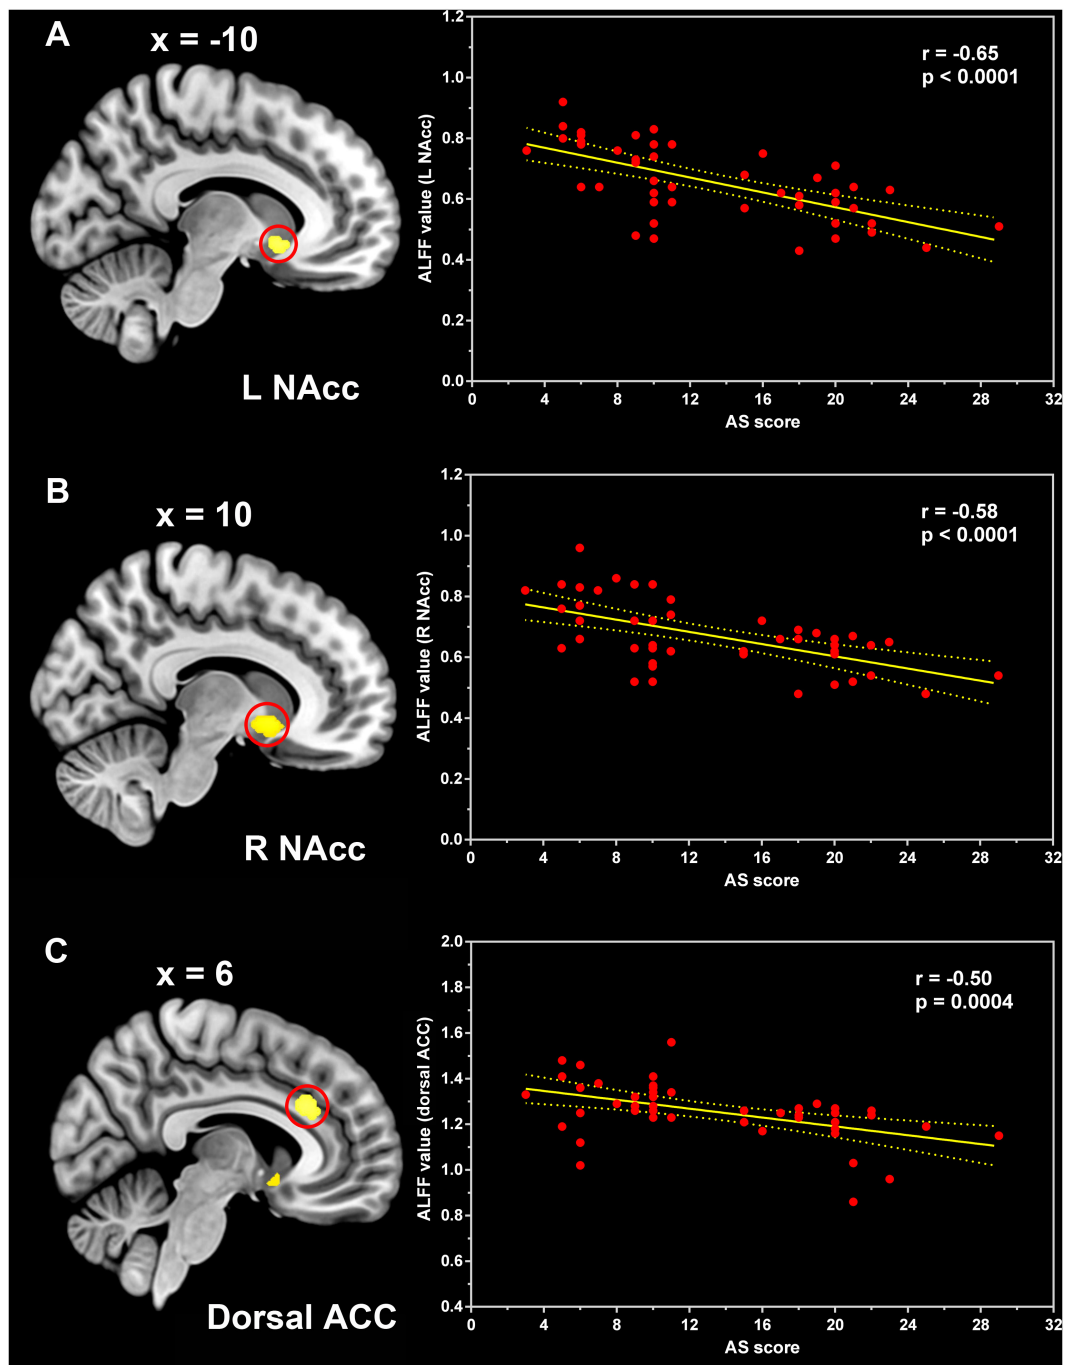 A
x = -10
L NAcc
1.2
1.0
0.8
0.6
0.4
0.2
0.0
ALFF value (L NAcc)
r = -0.65
p < 0.0001
0 4 8 12 16 20 24 28 32
AS score
B
x = 10
R NAcc
1.2
1.0
0.8
0.6
0.4
0.2
0.0
ALFF value (R NAcc)
r = -0.58
p < 0.0001
0 4 8 12 16 20 24 28 32
AS score
C
x = 6
Dorsal ACC
2.0
1.8
1.6
1.4
1.2
1.0
0.8
0.6
0.4
ALFF value (dorsal ACC)
r = -0.50
p = 0.0004
0 4 8 12 16 20 24 28 32
AS score